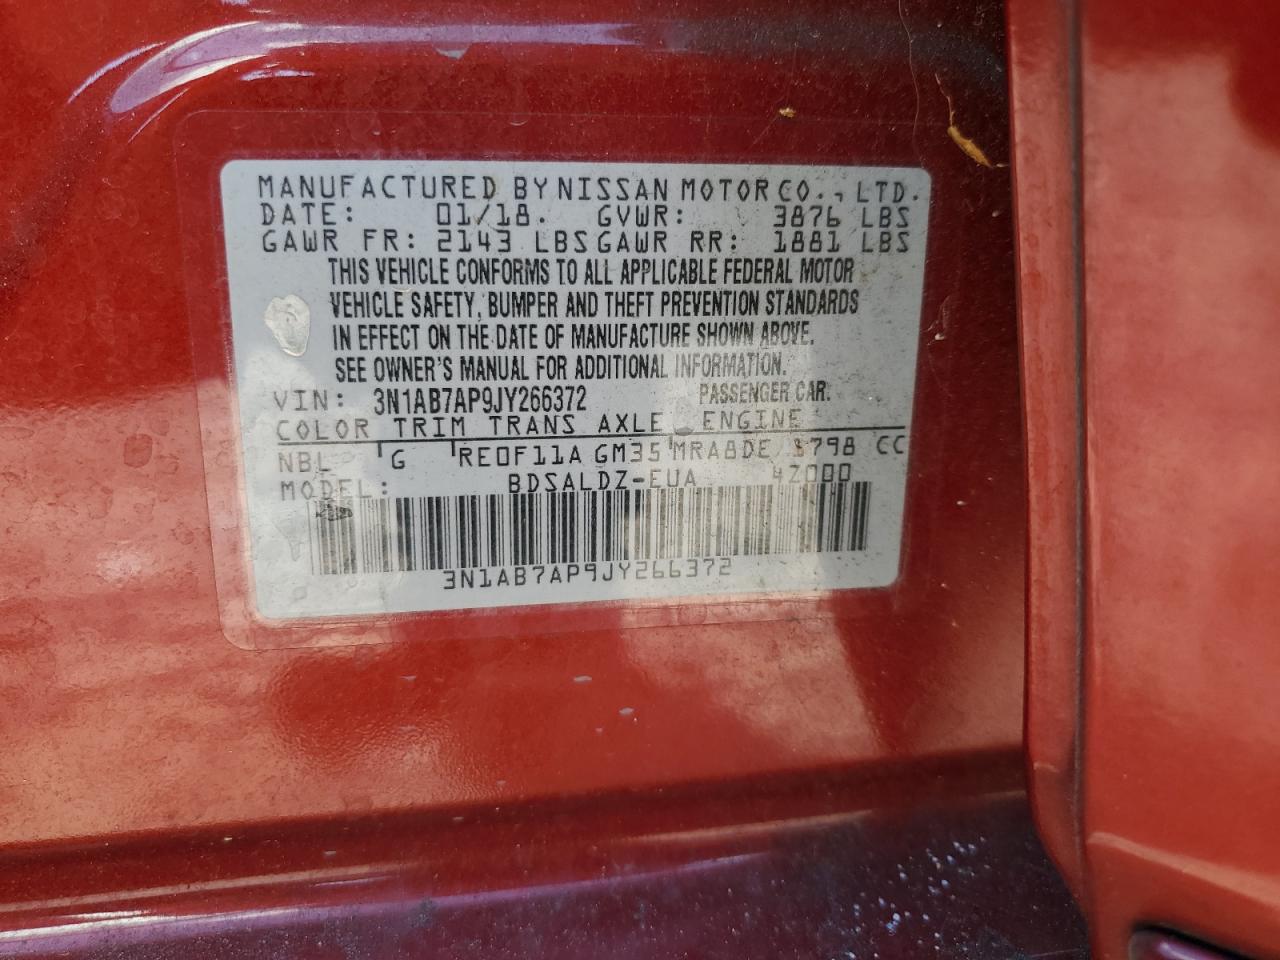 MANUFACTURED BY NISSAN MOTOR CO., LTD.
DATE: 01/18. GVWR: 3876 LBS
GAWR FR: 2143 LBS GAWR RR: 1881 LBS
THIS VEHICLE CONFORMS TO ALL APPLICABLE FEDERAL MOTOR
VEHICLE SAFETY, BUMPER AND THEFT PREVENTION STANDARDS
IN EFFECT ON THE DATE OF MANUFACTURE SHOWN ABOVE.
SEE OWNER'S MANUAL FOR ADDITIONAL INFORMATION.
VIN: 3N1AB7AP9JY266372 PASSENGER CAR.
COLOR TRIM TRANS AXLE ENGINE
NBL G RE0F11A GM35 MRA8DE 1798 CC
MODEL: BDSALDZ-EUA 4Z000
3N1AB7AP9JY266372